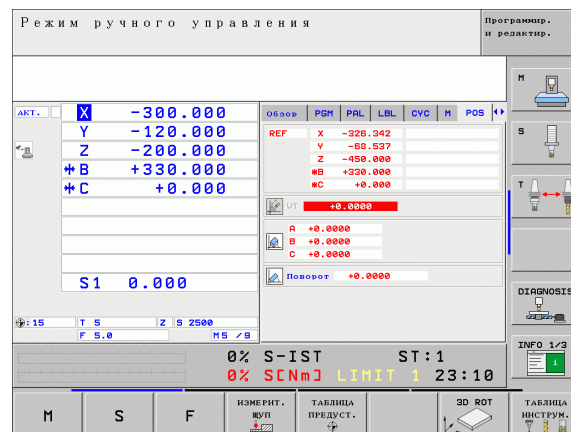 Режим ручного управления
Программир.
и редактир.
АКТ.
X -300.000
Y -120.000
Z -200.000
B +330.000
C +0.000
S1 0.000
:15 T 5 Z S 2500
F 5.0 M5 /9
Обзор PGM PAL LBL CYC M POS
REF X -326.342
Y -68.537
Z -450.000
*B +330.000
*C +0.000
VT +0.0000
A +0.0000
B +0.0000
C +0.0000
Поворот +0.0000
0% S-IST ST:1
0% S[Nm] LIMIT 1 23:10
M
S
T
DIAGNOSIS
INFO 1/3
M
S
F
ИЗМЕРИТ.
ЩУП
ТАБЛИЦА
ПРЕДУСТ.
3D ROT
ТАБЛИЦА
ИНСТРУМ.